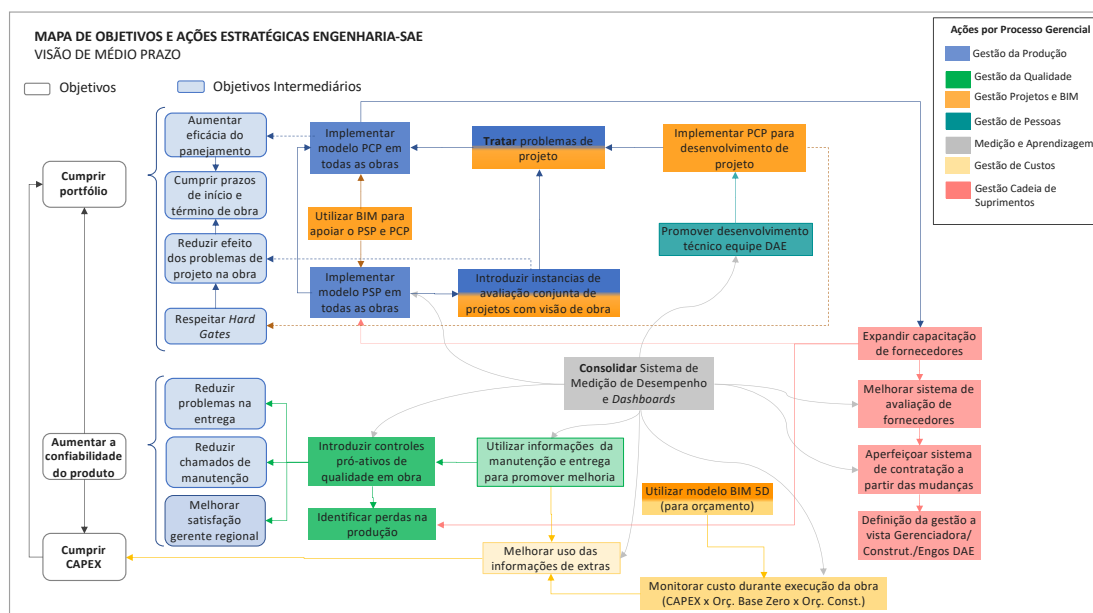 MAPA DE OBJETIVOS E AÇÕES ESTRATÉGICAS ENGENHARIA-SAE
VISÃO DE MÉDIO PRAZO
Objetivos
Objetivos Intermediários
Ações por Processo Gerencial
Gestão da Produção
Gestão da Qualidade
Gestão Projetos e BIM
Gestão de Pessoas
Medição e Aprendizagem
Gestão de Custos
Gestão Cadeia de
Suprimentos
Cumprir
portfólio
Aumentar a
confiabilidade
do produto
Cumprir
CAPEX
Aumentar
eficácia do
panejamento
Cumprir prazos
de início e
término de obra
Reduzir efeito
dos problemas de
projeto na obra
Respeitar Hard
Gates
Reduzir
problemas na
entrega
Reduzir
chamados de
manutenção
Melhorar
satisfação
gerente regional
Implementar
modelo PCP em
todas as obras
Tratar problemas de
projeto
Implementar PCP para
desenvolvimento de
projeto
Utilizar BIM para
apoiar o PSP e PCP
Promover desenvolvimento
técnico equipe DAE
Implementar
modelo PSP em
todas as obras
Introduzir instancias de
avaliação conjunta de
projetos com visão de obra
Expandir capacitação
de fornecedores
Consolidar Sistema de
Medição de Desempenho
e Dashboards
Melhorar sistema de
avaliação de
fornecedores
Introduzir controles
pró-ativos de
qualidade em obra
Utilizar informações da
manutenção e entrega
para promover melhoria
Aperfeiçoar sistema
de contratação a
partir das mudanças
Utilizar modelo BIM 5D
(para orçamento)
Identificar perdas na
produção
Definição da gestão a
vista Gerenciadora/
Construt./Engos DAE
Melhorar uso das
informações de extras
Monitorar custo durante execução da obra
(CAPEX x Orç. Base Zero x Orç. Const.)